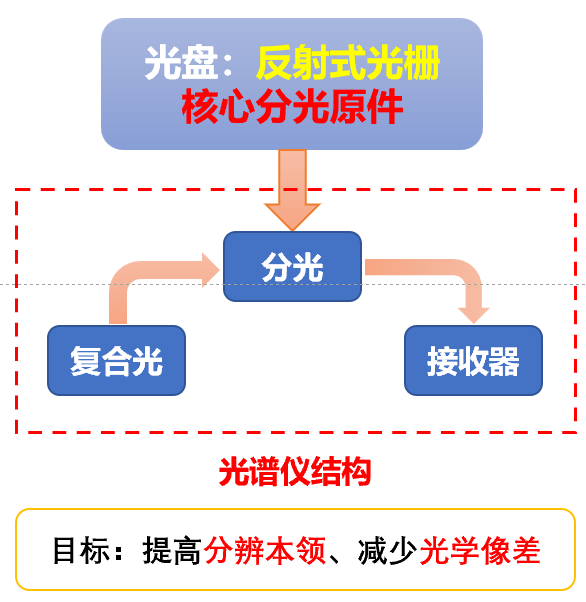 光盘：反射式光栅
核心分光原件
分光
复合光
接收器
光谱仪结构
目标：提高分辨本领、减少光学像差